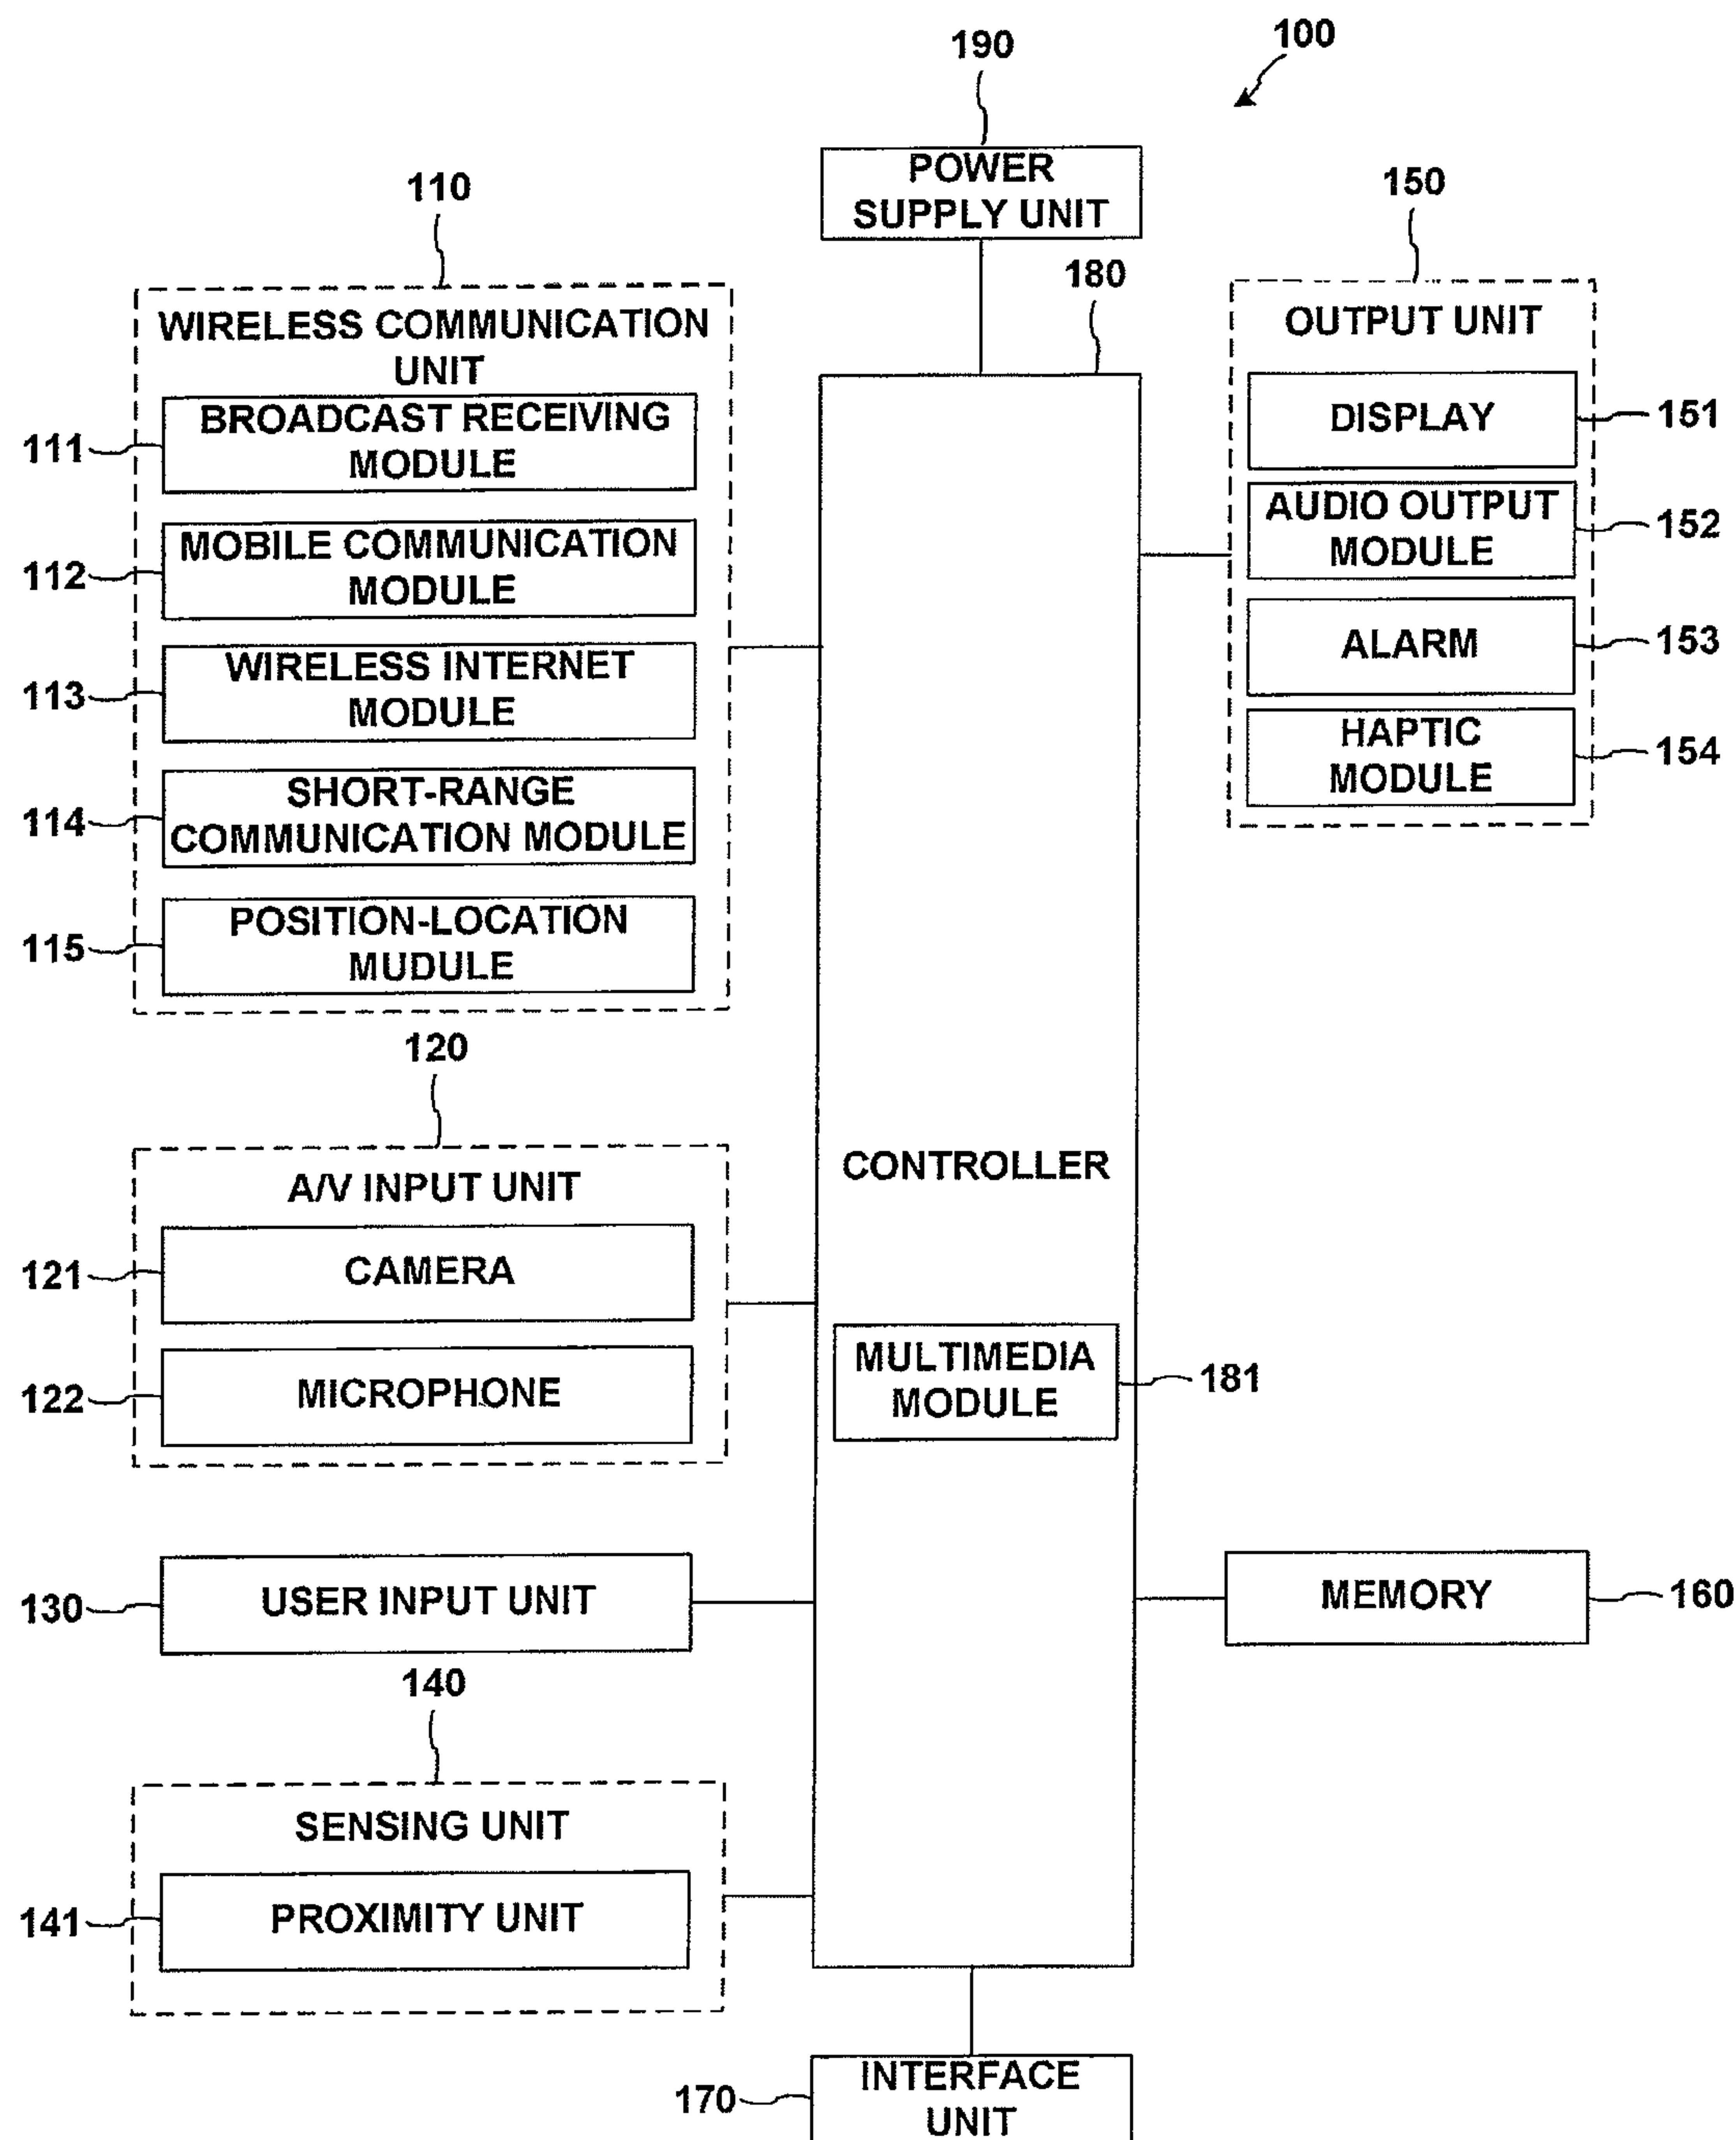 100
190
POWER
SUPPLY UNIT
110
150
180
WIRELESS COMMUNICATION
UNIT
BROADCAST RECEIVING
MODULE
111
MOBILE COMMUNICATION
MODULE
112
WIRELESS INTERNET
MODULE
113
SHORT-RANGE
COMMUNICATION MODULE
114
POSITION-LOCATION
MUDULE
115
OUTPUT UNIT
DISPLAY
151
AUDIO OUTPUT
MODULE
152
ALARM
153
HAPTIC
MODULE
154
120
A/V INPUT UNIT
CAMERA
121
MICROPHONE
122
CONTROLLER
MULTIMEDIA
MODULE
181
USER INPUT UNIT
130
MEMORY
160
140
SENSING UNIT
PROXIMITY UNIT
141
INTERFACE
UNIT
170